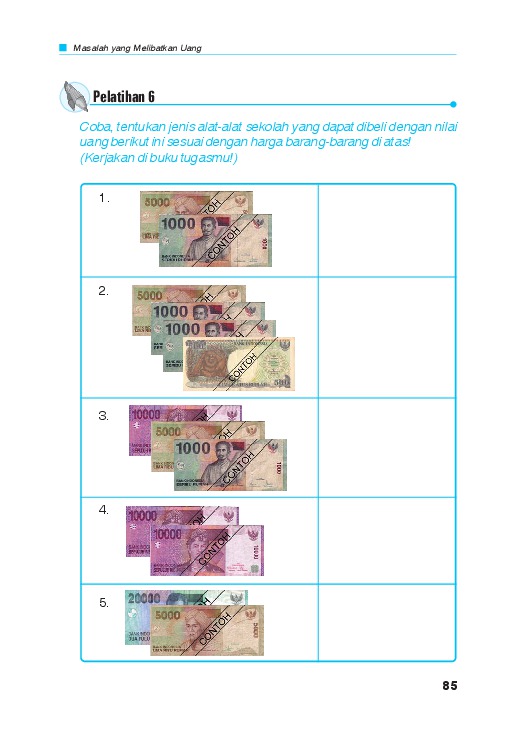 Masalah yang Melibatkan Uang
Pelatihan 6
Coba, tentukan jenis alat-alat sekolah yang dapat dibeli dengan nilai
uang berikut ini sesuai dengan harga barang-barang di atas!
(Kerjakan di buku tugasmu!)
1.
5000
1000
CONTOH
2.
5000
1000
1000
CONTOH
500
3.
10000
5000
1000
CONTOH
4.
10000
10000
CONTOH
5.
20000
5000
CONTOH
85